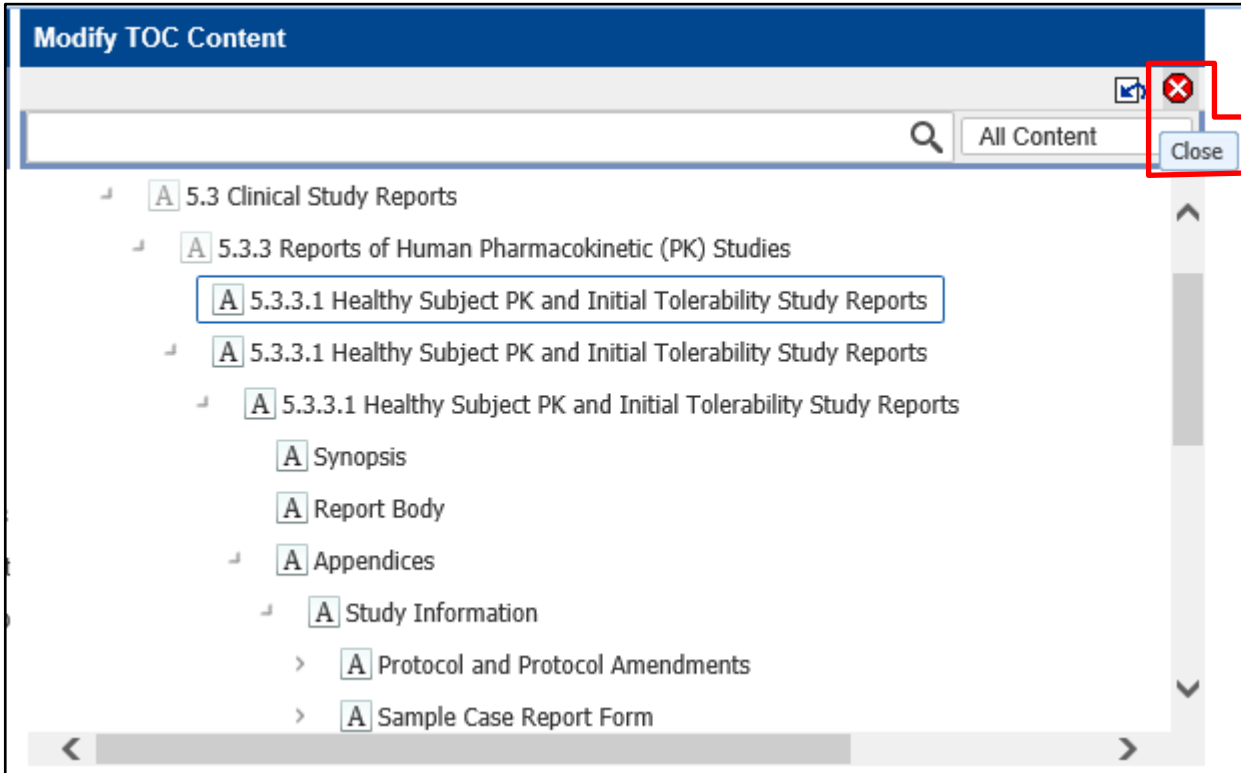 Modify TOC Content
All Content
Close
A 5.3 Clinical Study Reports
A 5.3.3 Reports of Human Pharmacokinetic (PK) Studies
A 5.3.3.1 Healthy Subject PK and Initial Tolerability Study Reports
A 5.3.3.1 Healthy Subject PK and Initial Tolerability Study Reports
A 5.3.3.1 Healthy Subject PK and Initial Tolerability Study Reports
A Synopsis
A Report Body
A Appendices
A Study Information
A Protocol and Protocol Amendments
A Sample Case Report Form